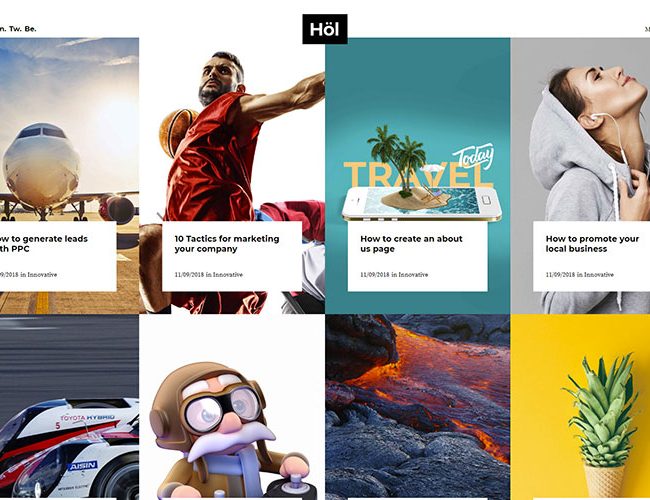 n. Tw. Be.
Höl
M
Today
TRAVEL
ow to generate leads
th PPC
11/09/2018 in Innovative
10 Tactics for marketing
your company
11/09/2018 in Innovative
How to create an about
us page
11/09/2018 in Innovative
How to promote your
local business
11/09/2018 in Innovative
TOYOTA HYBRID
5
AISIN